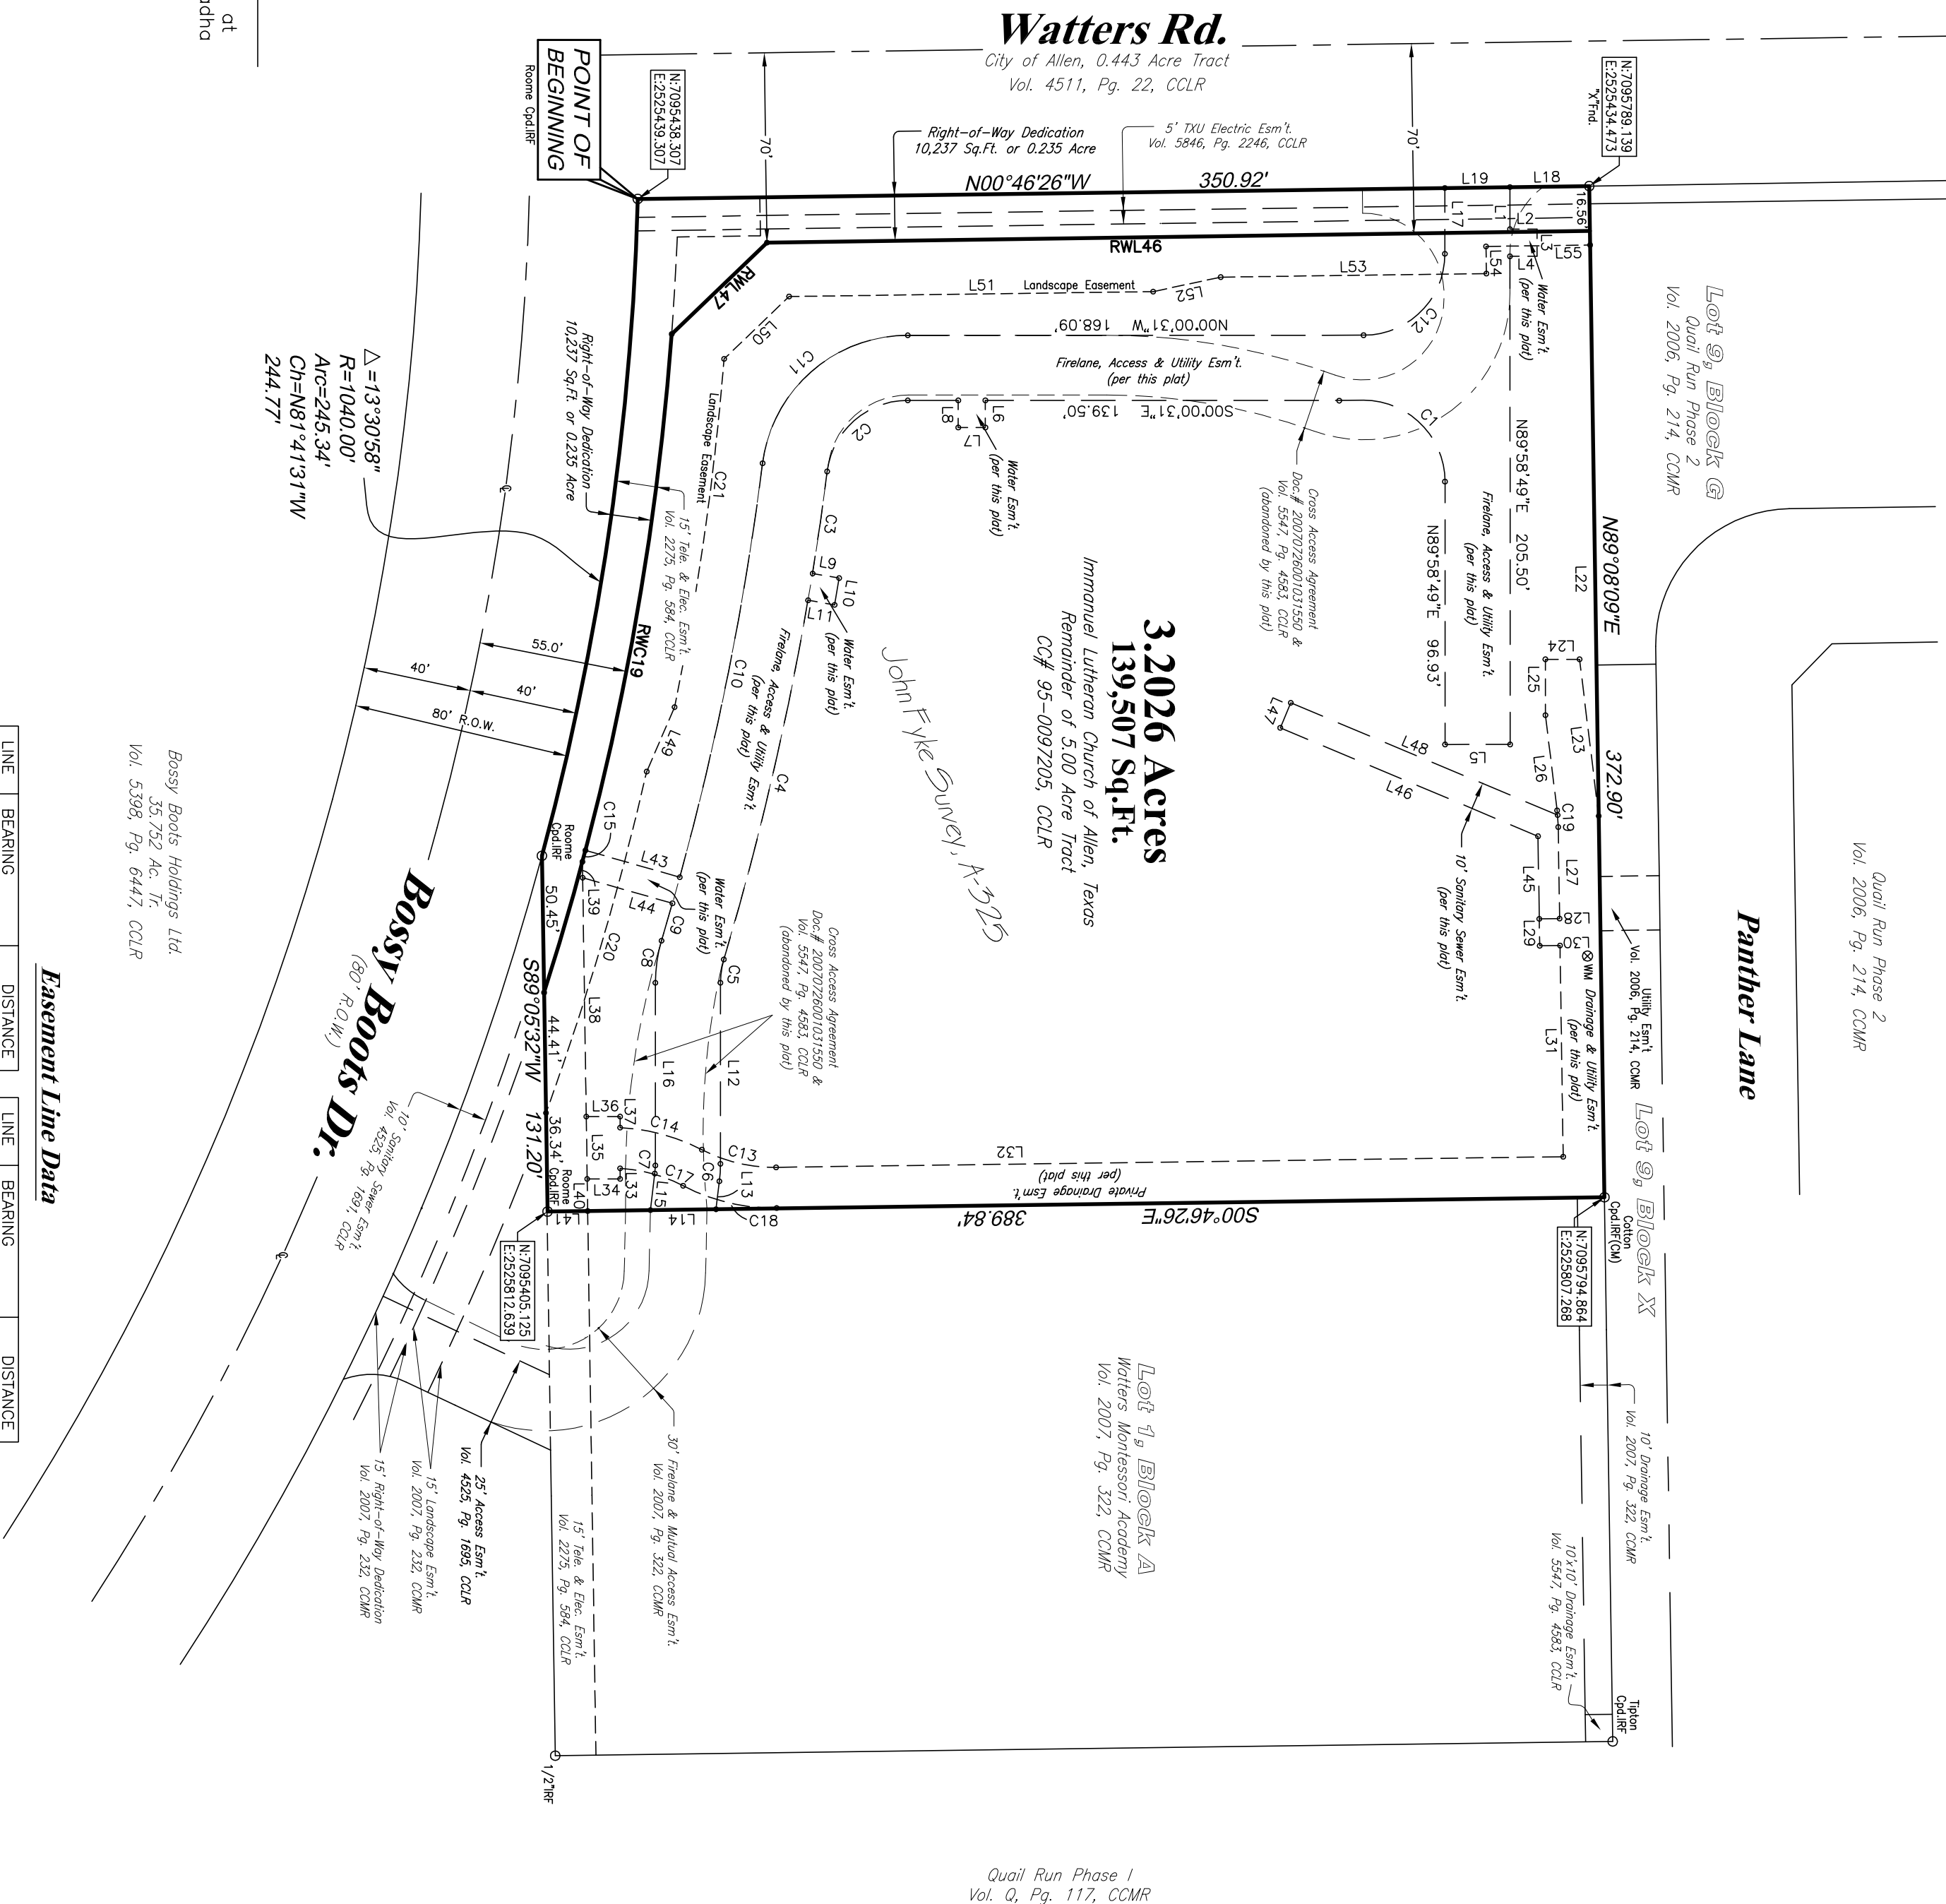 at
adha
Watters Rd.
City of Allen, 0.443 Acre Tract
Vol. 4511, Pg. 22, CCLR
Right-of-Way Dedication
10,237 Sq.Ft. or 0.235 Acre
5' TXU Electric Esm't.
Vol. 5846, Pg. 2246, CCLR
70'
70'
N:7095789.139
E:2525434.473
"X"Fnd.
N:7095438.307
E:2525439.307
POINT OF
BEGINNING
Roome Cpd.IRF
N00°46'26"W 350.92'
L19
L18
16.56'
L17
L1
L2
L3
L4
L54
L55
RWL46
RWL47
L53
L52
L51
Landscape Easement
L50
Water Esm't.
(per this plat)
N00°00'31"W 168.09'
C12
C11
Firelane, Access & Utility Esm't.
(per this plat)
S00°00'31"E 139.50'
C1
C2
L6
L7
L8
Water Esm't.
(per this plat)
Cross Access Agreement
Doc.# 20070726001031550 &
Vol. 5547, Pg. 4583, CCLR
(abandoned by this plat)
N89°58'49"E 205.50'
Firelane, Access & Utility Esm't.
(per this plat)
N89°58'49"E 96.93'
L5
Lot 9, Block G
Quail Run Phase 2
Vol. 2006, Pg. 214, CCMR
N89°08'09"E 372.90'
L22
L24
L25
L23
L26
C19
L27
L28
L29
L30
L45
L46
L47
L48
L31
10' Sanitary Sewer Esm't.
(per this plat)
WM Drainage & Utility Esm't.
(per this plat)
Utility Esm't
Vol. 2006, Pg. 214, CCMR
Lot 9, Block X
Panther Lane
Quail Run Phase 2
Vol. 2006, Pg. 214, CCMR
3.2026 Acres
139,507 Sq.Ft.
Immanuel Lutheran Church of Allen, Texas
Remainder of 5.00 Acre Tract
CC# 95-0097205, CCLR
John Fyke Survey, A-325
C3
L9
L10
L11
Water Esm't.
(per this plat)
C4
C10
Firelane, Access & Utility Esm't.
(per this plat)
C21
Landscape Easement
15' Tele. & Elec. Esm't.
Vol. 2275, Pg. 584, CCLR
Right-of-Way Dedication
10,237 Sq.Ft. or 0.235 Acre
RWC19
L49
△=13°30'58"
R=1040.00'
Arc=245.34'
Ch=N81°41'31"W
244.77'
55.0'
40'
40'
80' R.O.W.
C15
Roome
Cpd.IRF
L43
L44
L39
C20
Water Esm't.
(per this plat)
C9
C8
C5
Cross Access Agreement
Doc.# 20070726001031550 &
Vol. 5547, Pg. 4583, CCLR
(abandoned by this plat)
L38
L16
L12
50.45'
44.41'
36.34'
S89°05'32"W 131.20'
L36
L37
C14
C13
L35
L34
L33
C7
C17
C6
L15
L13
L14
C18
L40
L41
Roome
Cpd.IRF
L32
Private Drainage Esm't.
(per this plat)
S00°46'26"E 389.84'
N:7095405.125
E:2525812.639
N:7095794.864
E:2525807.268
Cotton
Cpd.IRF(CM)
Bossy Boots Holdings Ltd.
35.752 Ac. Tr.
Vol. 5398, Pg. 6447, CCLR
Bossy Boots Dr.
(80' R.O.W.)
10' Sanitary Sewer Esm't.
Vol. 4525, Pg. 1691, CCLR
Lot 1, Block A
Watters Montessori Academy
Vol. 2007, Pg. 322, CCMR
10' Drainage Esm't.
Vol. 2007, Pg. 322, CCMR
10'x10' Drainage Esm't.
Vol. 5547, Pg. 4583, CCLR
Tipton
Cpd.IRF
30' Firelane & Mutual Access Esm't.
Vol. 2007, Pg. 322, CCMR
15' Tele. & Elec. Esm't.
Vol. 2275, Pg. 584, CCLR
25' Access Esm't.
Vol. 4525, Pg. 1695, CCLR
15' Landscape Esm't.
Vol. 2007, Pg. 232, CCMR
15' Right-of-Way Dedication
Vol. 2007, Pg. 232, CCMR
1/2"IRF
Quail Run Phase I
Vol. Q, Pg. 117, CCMR
Easement Line Data
LINE BEARING DISTANCE
LINE BEARING DISTANCE